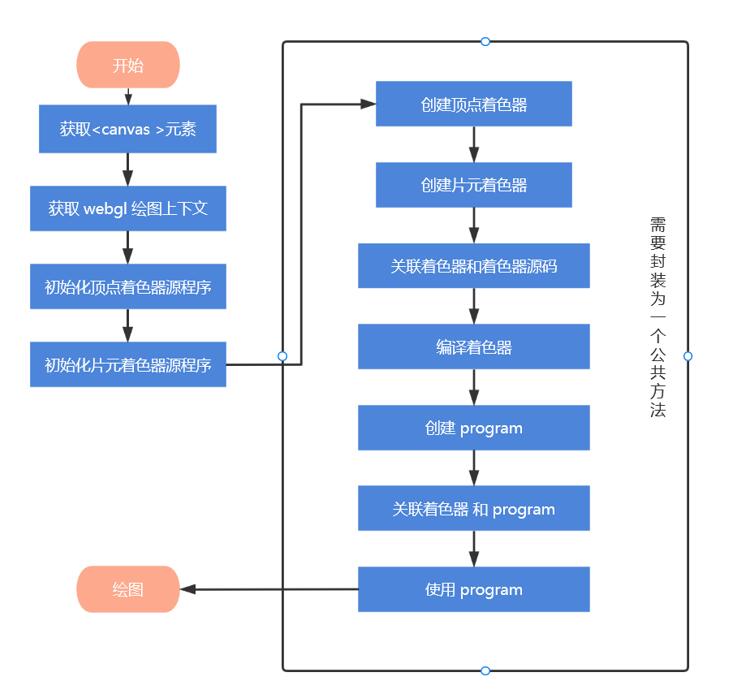 开始
获取<canvas >元素
获取 webgl 绘图上下文
初始化顶点着色器源程序
初始化片元着色器源程序
创建顶点着色器
创建片元着色器
关联着色器和着色器源码
编译着色器
创建 program
关联着色器 和 program
使用 program
绘图
需要封装为一个公共方法